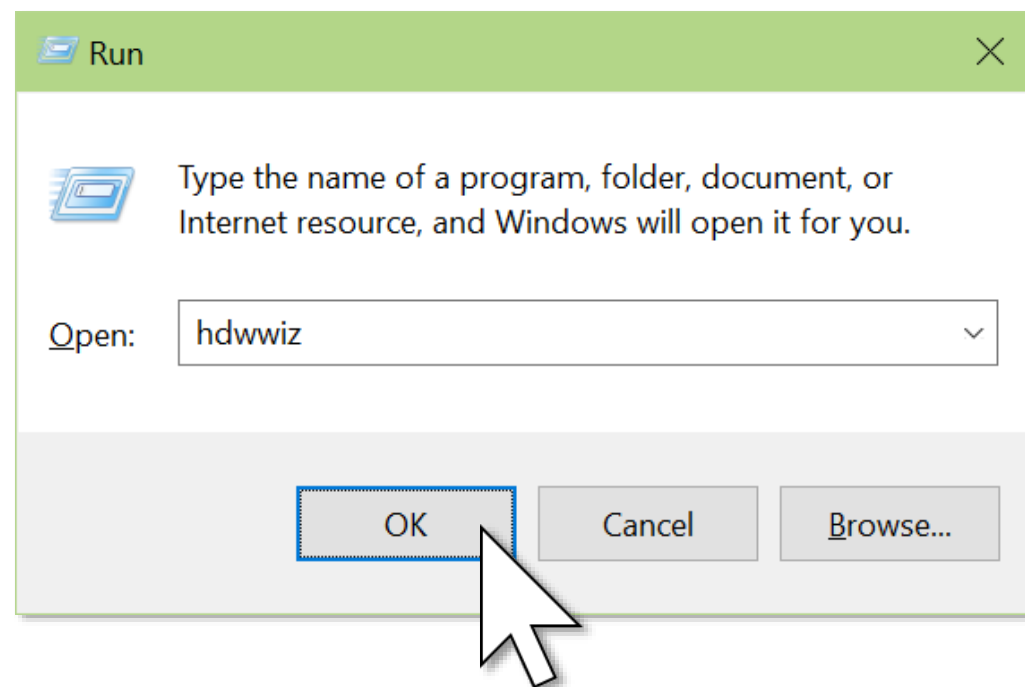 Run
Type the name of a program, folder, document, or
Internet resource, and Windows will open it for you.
Open: hdwwiz
OK Cancel Browse...